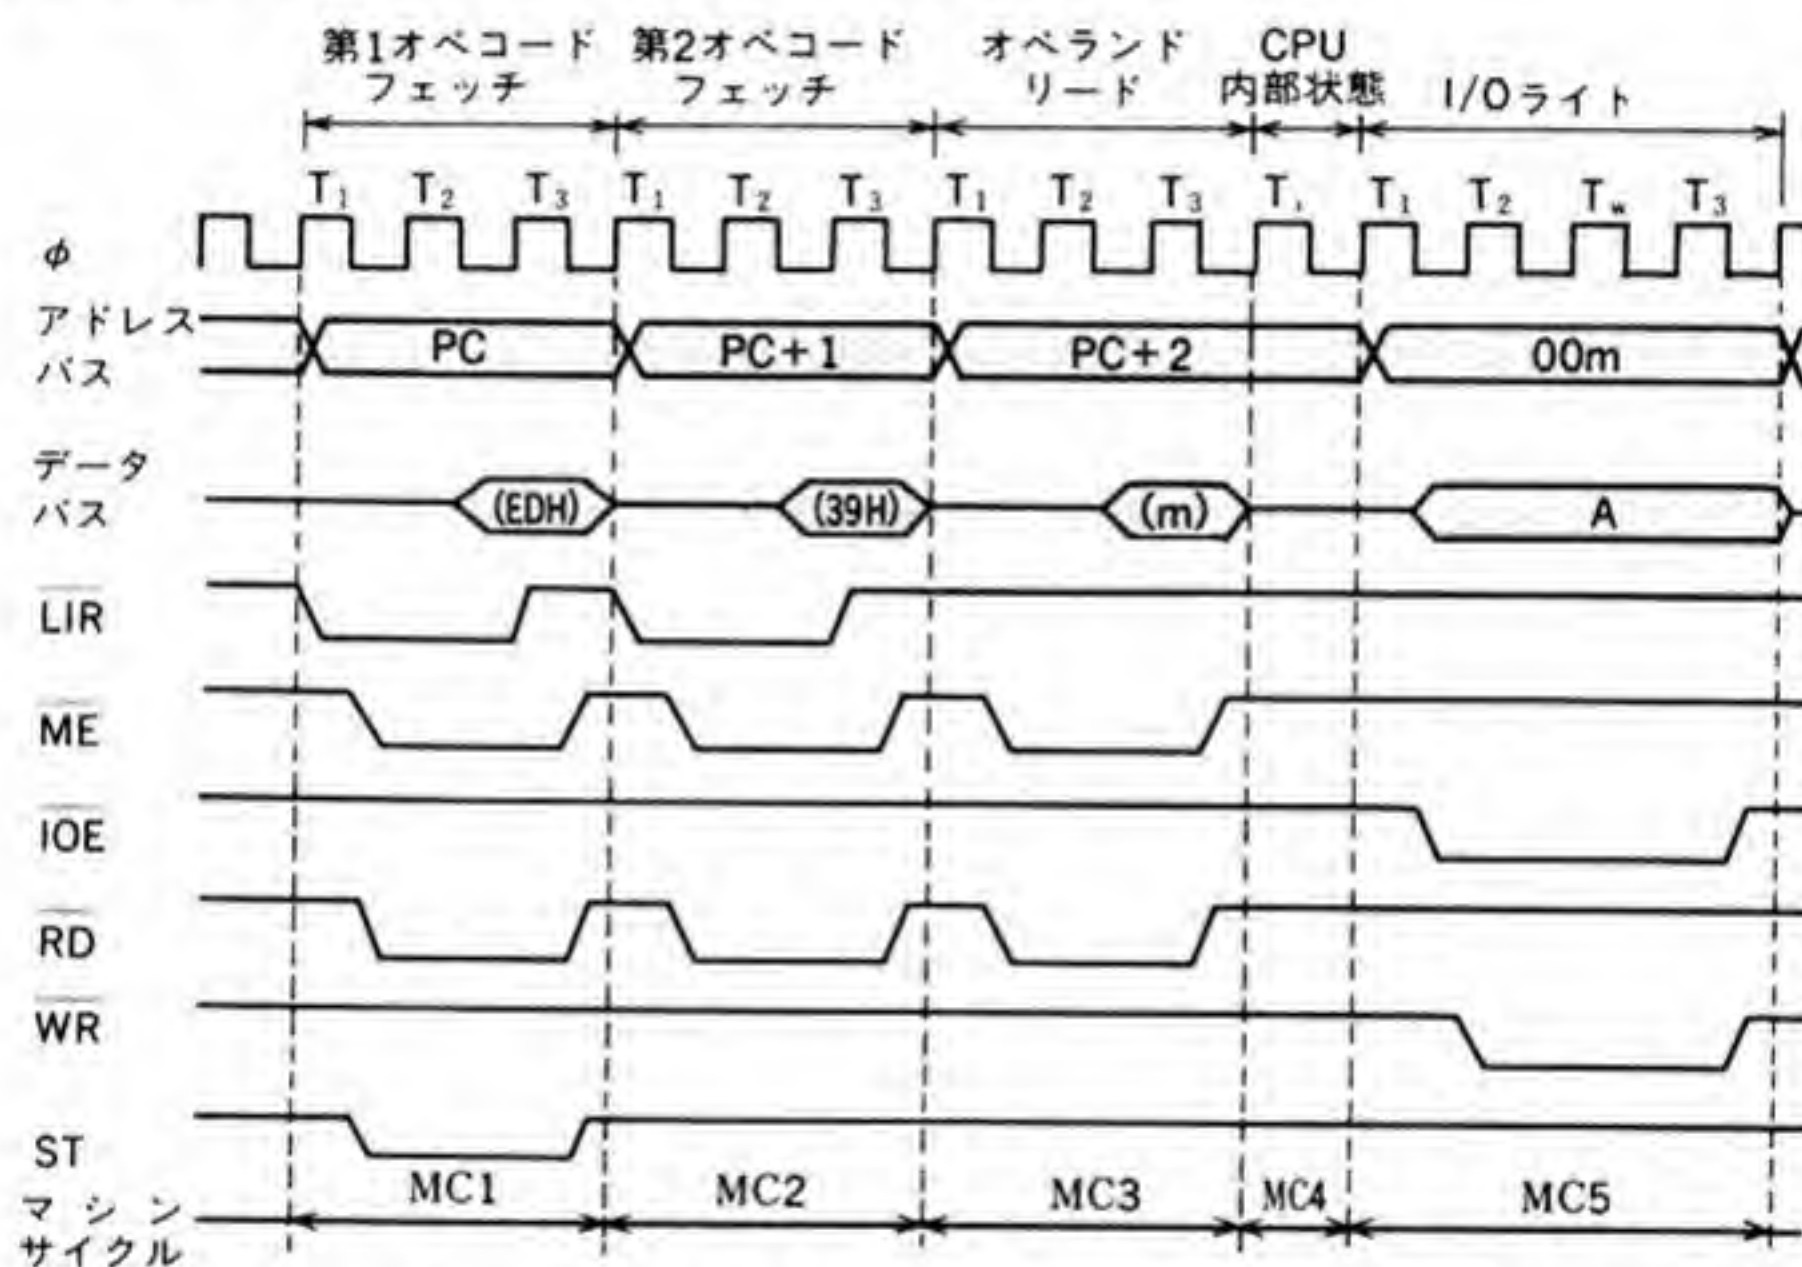 第1オペコード
フェッチ
第2オペコード
フェッチ
オペランド
リード
CPU
内部状態
I/Oライト
T₁ T₂ T₃ T₁ T₂ T₃ T₁ T₂ T₃ Tᵢ T₁ T₂ Tw T₃
φ
アドレス
バス
PC PC+1 PC+2 00m
データ
バス
(EDH) (39H) (m) A
LIR
ME
IOE
RD
WR
ST
MC1 MC2 MC3 MC4 MC5
マシン
サイクル